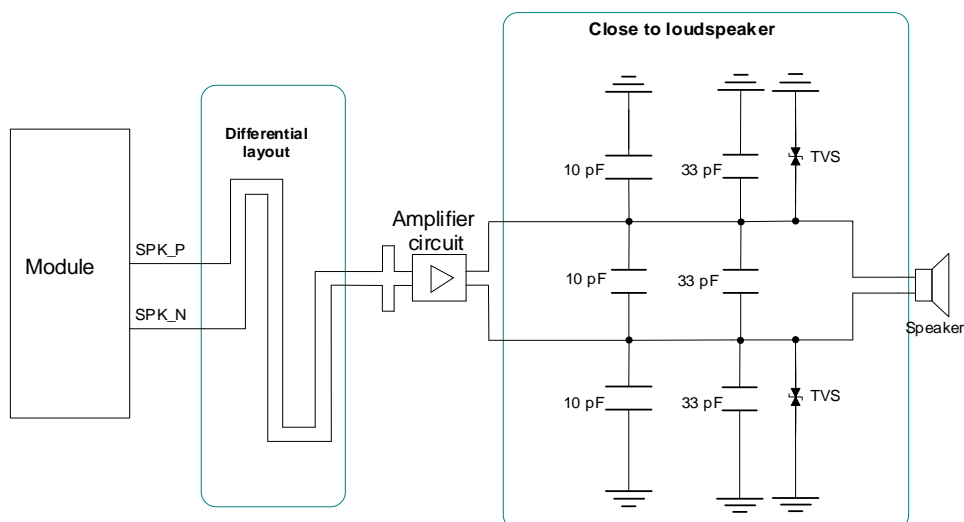 Close to loudspeaker
Differential
layout
10 pF
33 pF
TVS
Amplifier
circuit
SPK_P
Module
10 pF
33 pF
SPK_N
Speaker
10 pF
33 pF
TVS